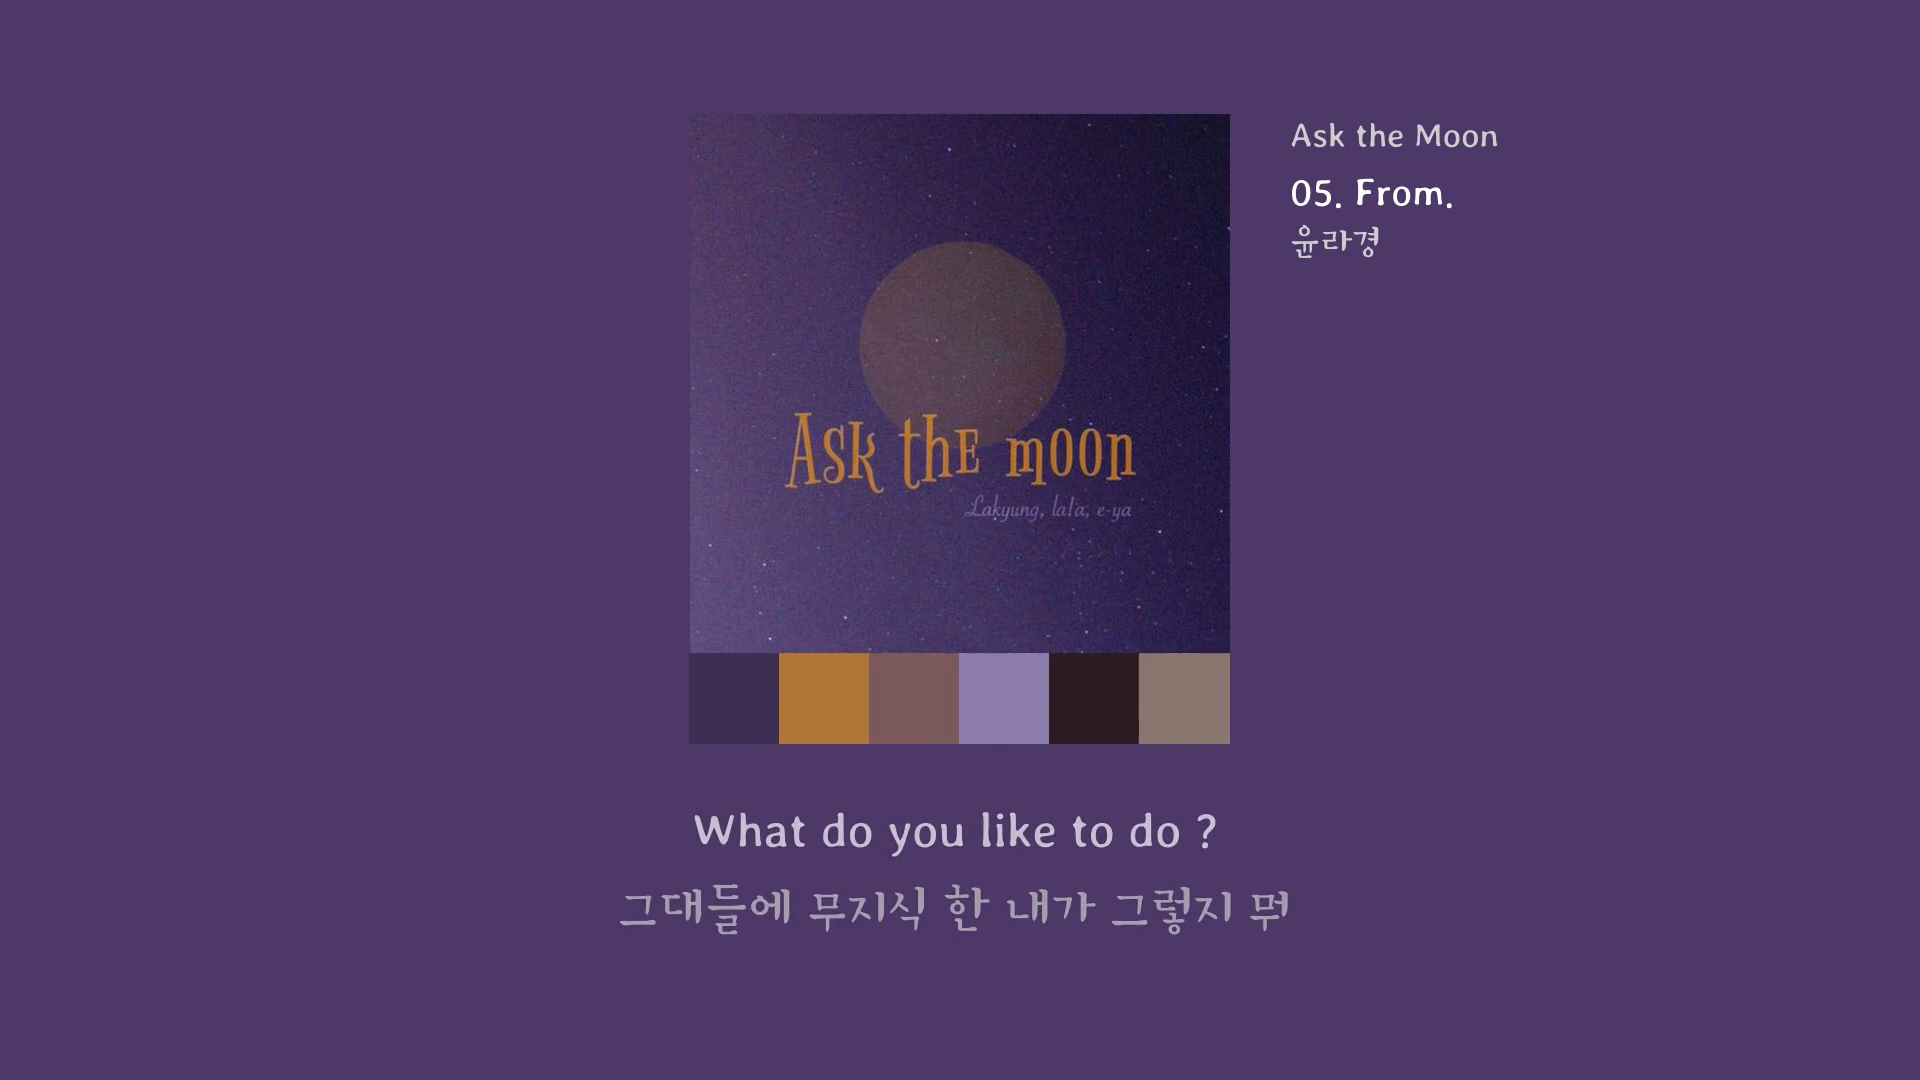 Ask the Moon
05. From.
윤라경
Ask the moon
Lakyung, lala, e-ya
What do you like to do ?
그대들에 무지식 한 내가 그렇지 뭐